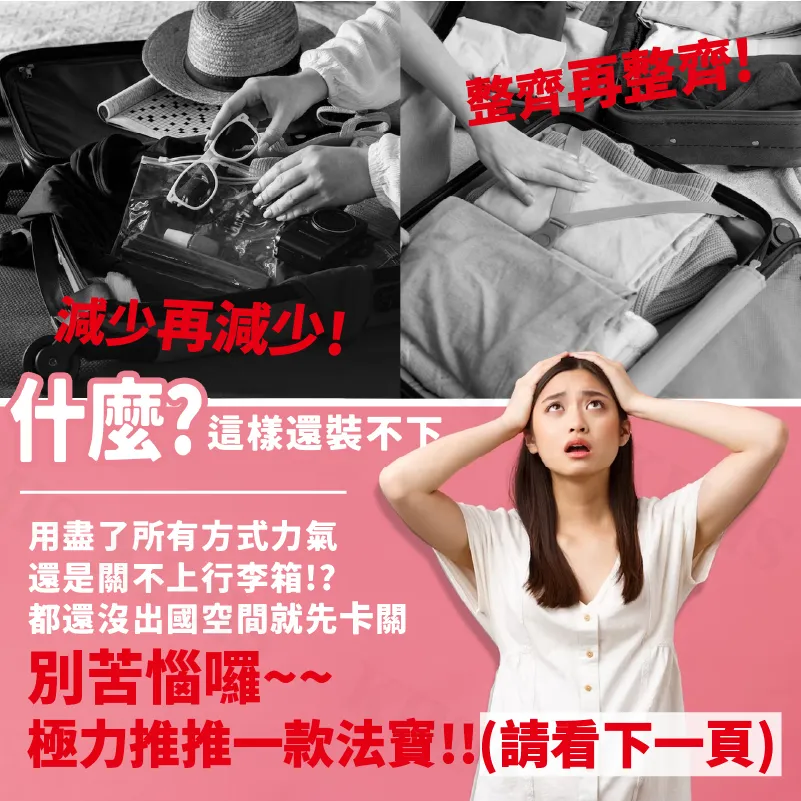 整齊再整齊!
減少再減少!
什麼?這樣還裝不下
用盡了所有方式力氣
還是關不上行李箱!?
都還沒出國空間就先卡關
別苦惱囉~~
極力推推一款法寶!!(請看下一頁)